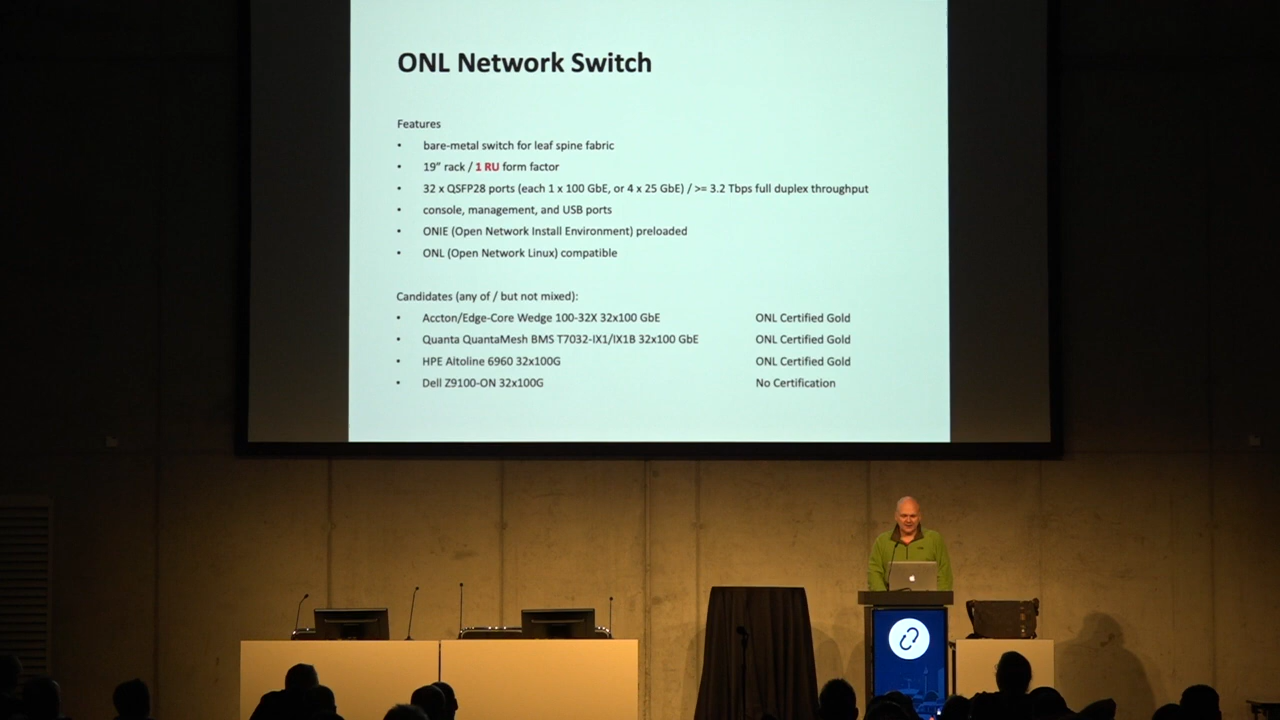 ONL Network Switch
Features
• bare-metal switch for leaf spine fabric
• 19” rack / 1 RU form factor
• 32 x QSFP28 ports (each 1 x 100 GbE, or 4 x 25 GbE) / >= 3.2 Tbps full duplex throughput
• console, management, and USB ports
• ONIE (Open Network Install Environment) preloaded
• ONL (Open Network Linux) compatible
Candidates (any of / but not mixed):
• Accton/Edge-Core Wedge 100-32X 32x100 GbE ONL Certified Gold
• Quanta QuantaMesh BMS T7032-IX1/IX1B 32x100 GbE ONL Certified Gold
• HPE Altoline 6960 32x100G ONL Certified Gold
• Dell Z9100-ON 32x100G No Certification